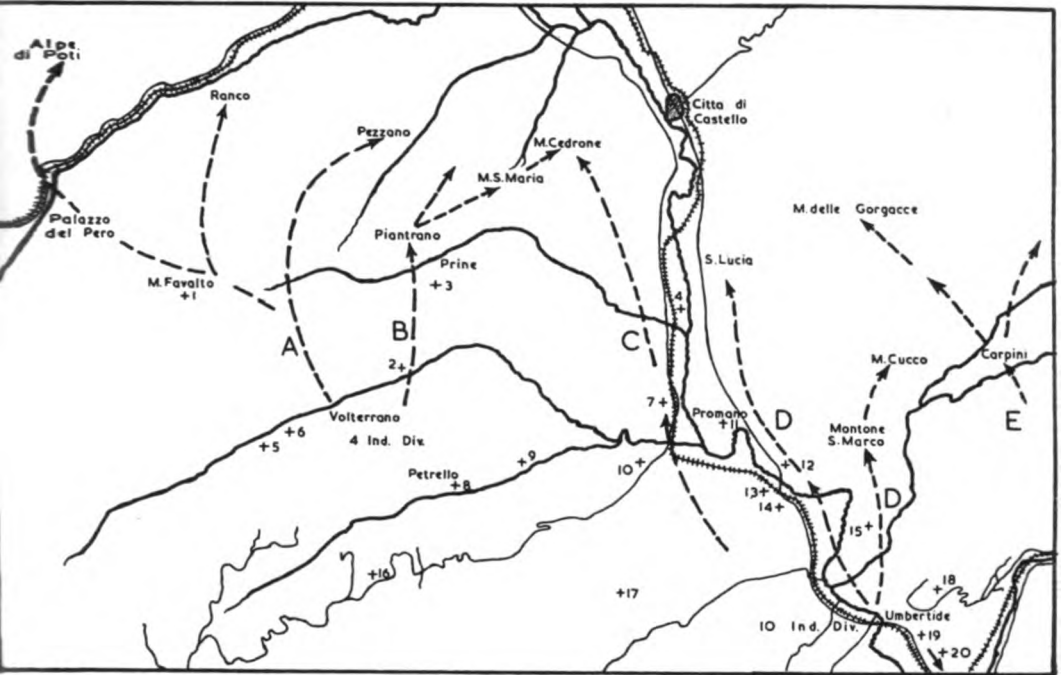 Alpe.
di Poti
Ranco
Pezzano
Citta di
Castello
M.Cedrone
M.S.Maria
Palazzo
del Pero
M. delle Gorgacce
Piantrano
Prine
S.Lucia
M.Favalto
+1
+3
4
+
A
B
C
2+
M.Cucco
Carpini
Volterrano
7+
Promano
+11
D
E
+6
+5
4 Ind. Div.
Montone
S.Marco
Petrello
+9
10+
+12
+8
13+
14+
D
15+
+16
+17
+18
Umbertide
10 Ind. Div.
+19
+20